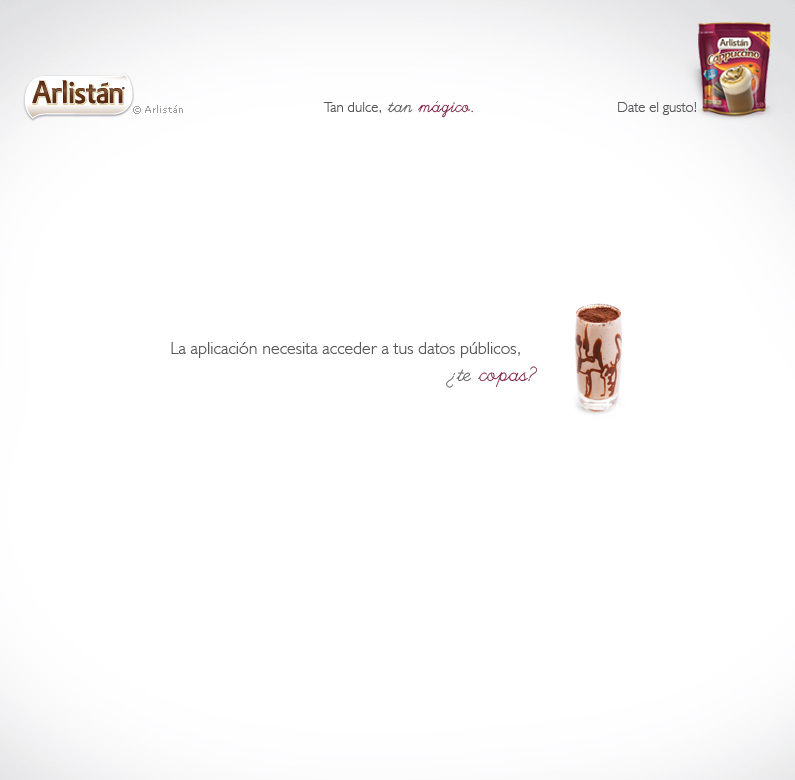 Arlistán
© Arlistán
Tan dulce, tan mágico.
Date el gusto!
Arlistán
Cappuccino
La aplicación necesita acceder a tus datos públicos,
¿te copas?